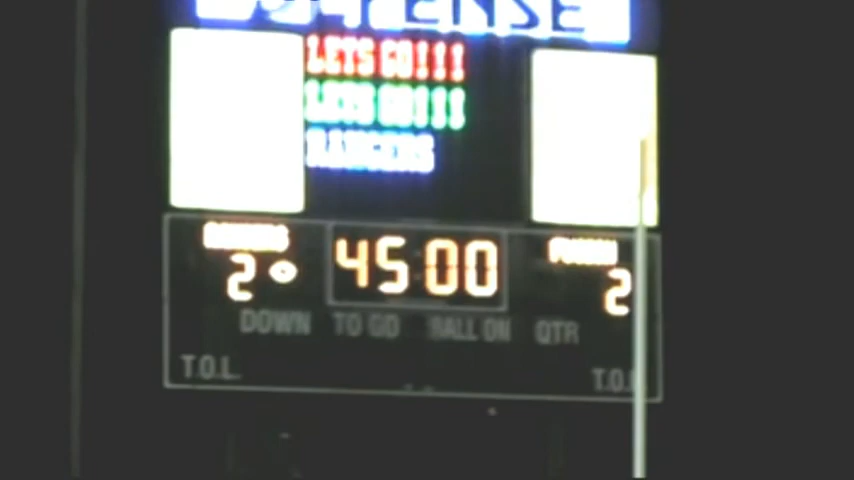 LETS GO!!!
LETS GO!!!
RANGERS
2 45 00 2
DOWN TO GO BALL ON QTR
T.O.L. T.O.L